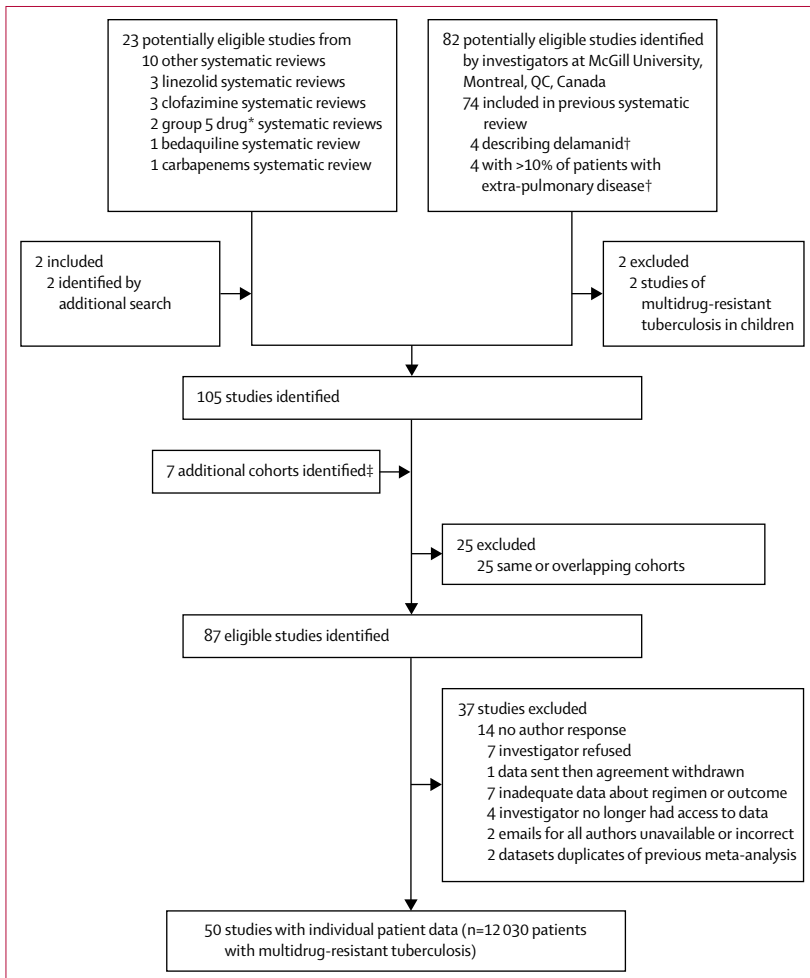 23 potentially eligible studies from
10 other systematic reviews
3 linezolid systematic reviews
3 clofazimine systematic reviews
2 group 5 drug* systematic reviews
1 bedaquiline systematic review
1 carbapenems systematic review
82 potentially eligible studies identified
by investigators at McGill University,
Montreal, QC, Canada
74 included in previous systematic
review
4 describing delamanid†
4 with >10% of patients with
extra-pulmonary disease†
2 included
2 identified by
additional search
2 excluded
2 studies of
multidrug-resistant
tuberculosis in children
105 studies identified
7 additional cohorts identified‡
25 excluded
25 same or overlapping cohorts
87 eligible studies identified
37 studies excluded
14 no author response
7 investigator refused
1 data sent then agreement withdrawn
7 inadequate data about regimen or outcome
4 investigator no longer had access to data
2 emails for all authors unavailable or incorrect
2 datasets duplicates of previous meta-analysis
50 studies with individual patient data (n=12 030 patients
with multidrug-resistant tuberculosis)